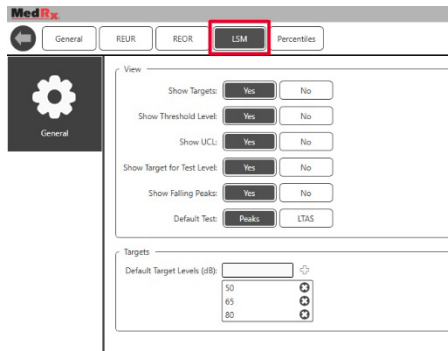 MedRx
General REUR REOR LSM Percentiles
General
View
Show Targets: Yes No
Show Threshold Level: Yes No
Show UCL: Yes No
Show Target for Test Level: Yes No
Show Falling Peaks: Yes No
Default Test: Peaks LTAS
Targets
Default Target Levels (dB):
50
65
80